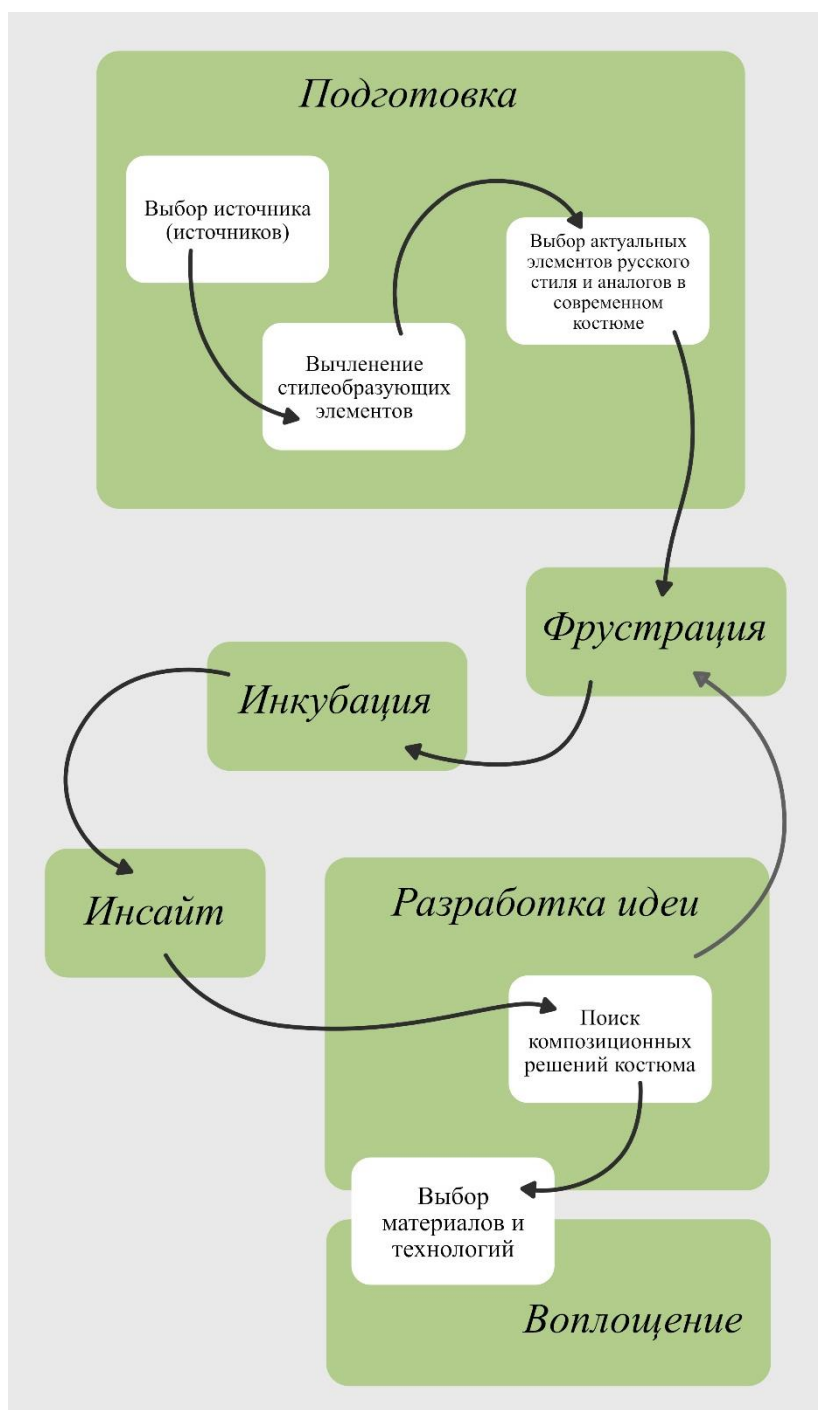 Подготовка
Выбор источника
(источников)
Вычленение
стилеобразующих
элементов
Выбор актуальных
элементов русского
стиля и аналогов в
современном
костюме
Фрустрация
Инкубация
Инсайт
Разработка идеи
Поиск
композиционных
решений костюма
Выбор
материалов и
технологий
Воплощение